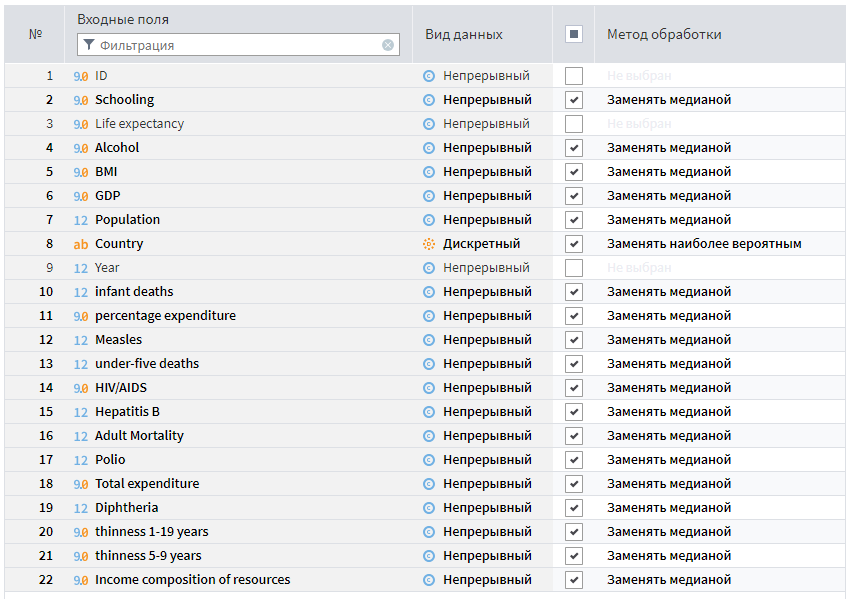 № Входные поля Вид данных Метод обработки
Фильтрация
1 9.0 ID Непрерывный Не выбран
2 9.0 Schooling Непрерывный Заменять медианой
3 9.0 Life expectancy Непрерывный Не выбран
4 9.0 Alcohol Непрерывный Заменять медианой
5 9.0 BMI Непрерывный Заменять медианой
6 9.0 GDP Непрерывный Заменять медианой
7 12 Population Непрерывный Заменять медианой
8 ab Country Дискретный Заменять наиболее вероятным
9 12 Year Непрерывный Не выбран
10 12 infant deaths Непрерывный Заменять медианой
11 9.0 percentage expenditure Непрерывный Заменять медианой
12 12 Measles Непрерывный Заменять медианой
13 12 under-five deaths Непрерывный Заменять медианой
14 9.0 HIV/AIDS Непрерывный Заменять медианой
15 12 Hepatitis B Непрерывный Заменять медианой
16 12 Adult Mortality Непрерывный Заменять медианой
17 12 Polio Непрерывный Заменять медианой
18 9.0 Total expenditure Непрерывный Заменять медианой
19 12 Diphtheria Непрерывный Заменять медианой
20 9.0 thinness 1-19 years Непрерывный Заменять медианой
21 9.0 thinness 5-9 years Непрерывный Заменять медианой
22 9.0 Income composition of resources Непрерывный Заменять медианой